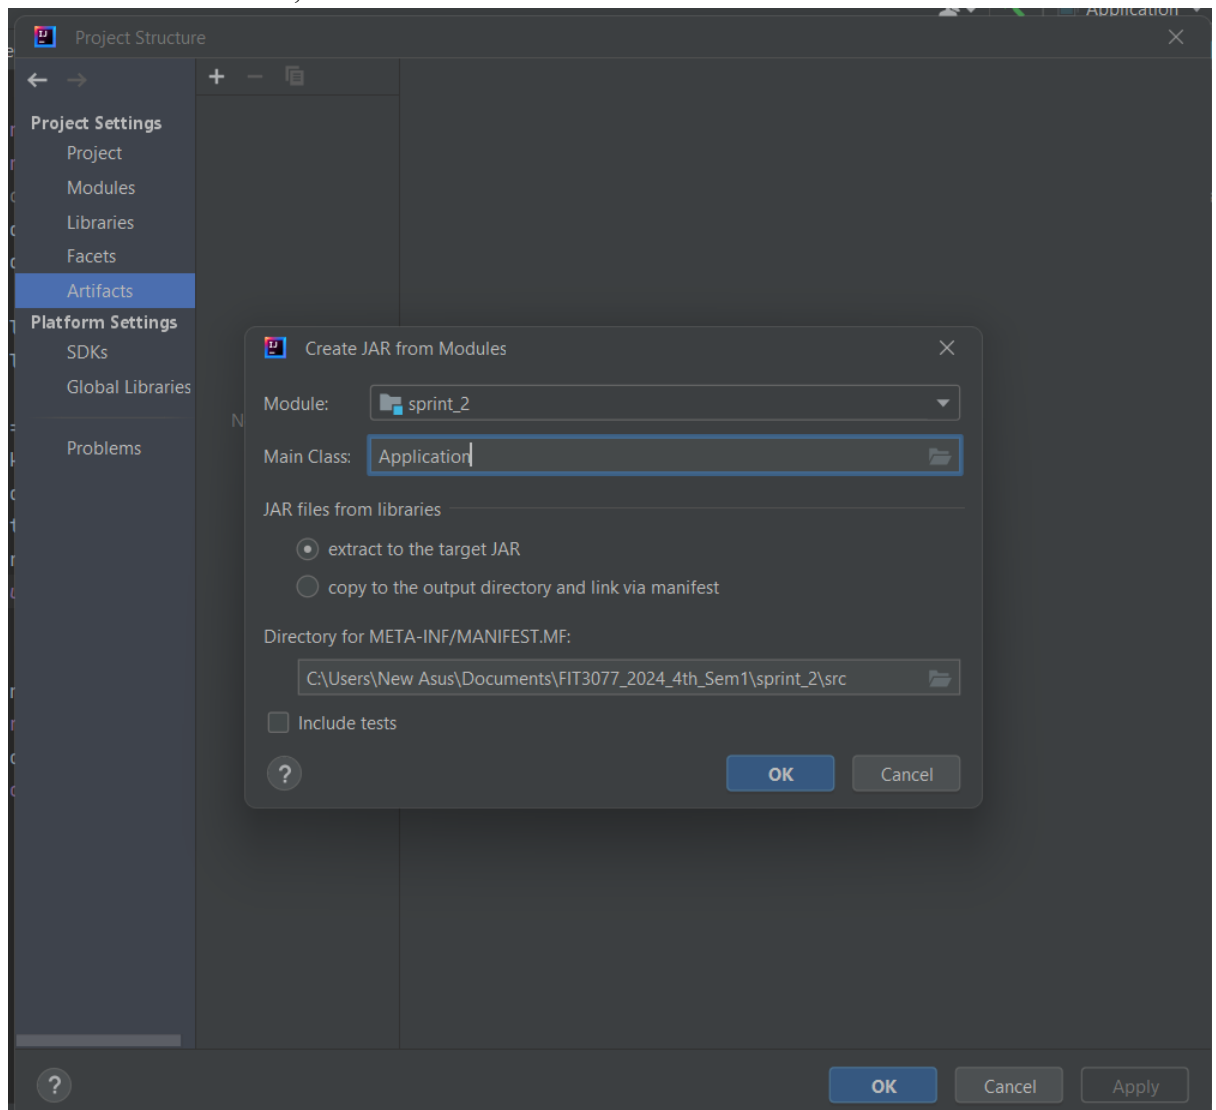 Application
Project Structure
Project Settings
Project
Modules
Libraries
Facets
Artifacts
Platform Settings
SDKs
Global Libraries
Problems
Create JAR from Modules
Module:
sprint_2
Main Class:
Application
JAR files from libraries
extract to the target JAR
copy to the output directory and link via manifest
Directory for META-INF/MANIFEST.MF:
C:\Users\New Asus\Documents\FIT3077_2024_4th_Sem1\sprint_2\src
Include tests
?
OK
Cancel
?
OK
Cancel
Apply